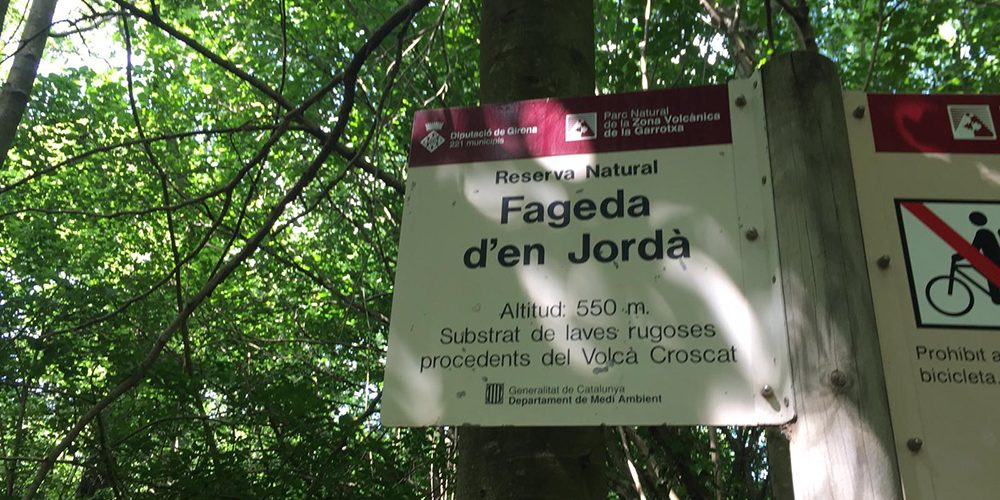 Diputació de Girona
221 municipis
Parc Natural
de la Zona Volcànica
de la Garrotxa
Reserva Natural
Fageda
d'en Jordà
Altitud: 550 m.
Substrat de laves rugoses
procedents del Volcà Croscat
Generalitat de Catalunya
Departament de Medi Ambient
Prohibit a
bicicleta.